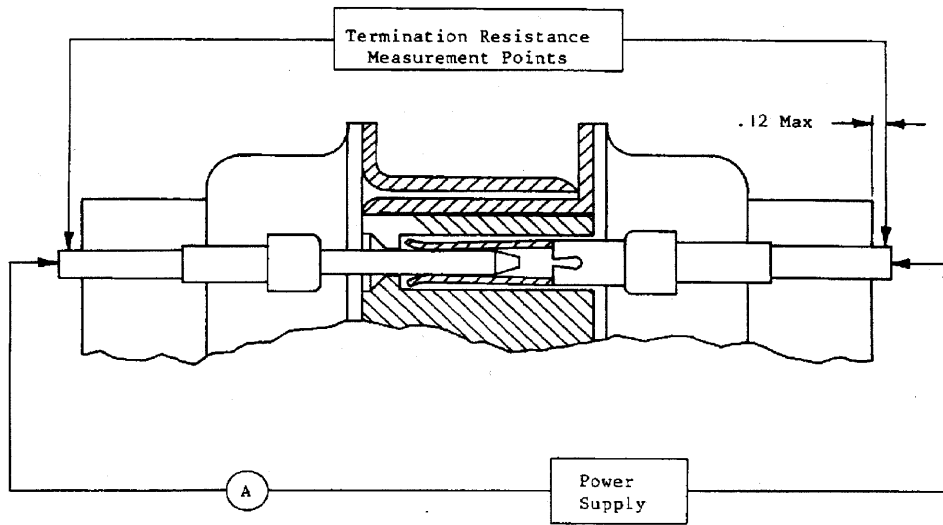 Termination Resistance
Measurement Points
.12 Max
A
Power
Supply